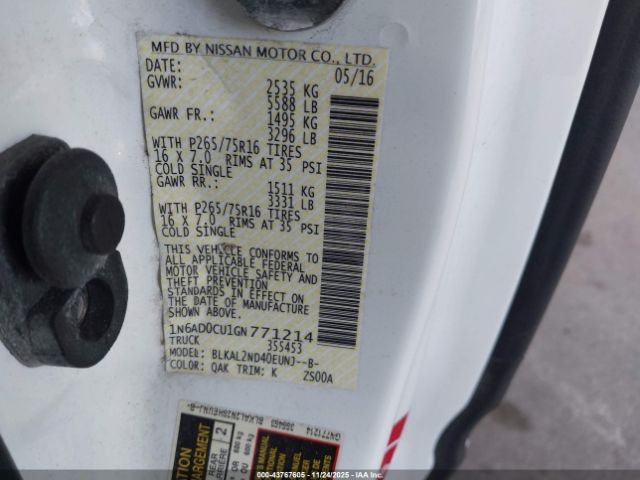 MFD BY NISSAN MOTOR CO., LTD.
DATE: 05/16
GVWR: 2535 KG
5588 LB
GAWR FR.: 1495 KG
3296 LB
WITH P265/75R16 TIRES
16 X 7.0 RIMS AT 35 PSI
COLD SINGLE
GAWR RR.: 1511 KG
3331 LB
WITH P265/75R16 TIRES
16 X 7.0 RIMS AT 35 PSI
COLD SINGLE
THIS VEHICLE CONFORMS TO
ALL APPLICABLE FEDERAL
MOTOR VEHICLE SAFETY AND
THEFT PREVENTION
STANDARDS IN EFFECT ON
THE DATE OF MANUFACTURE
SHOWN ABOVE.
1N6AD0CU1GN771214
TRUCK 355453
MODEL: BLKAL2ND40EUNJ--B-
COLOR: QAK TRIM: K ZS00A
GN771214
000: 43767605 - 11/24/2025 - IAA Inc.